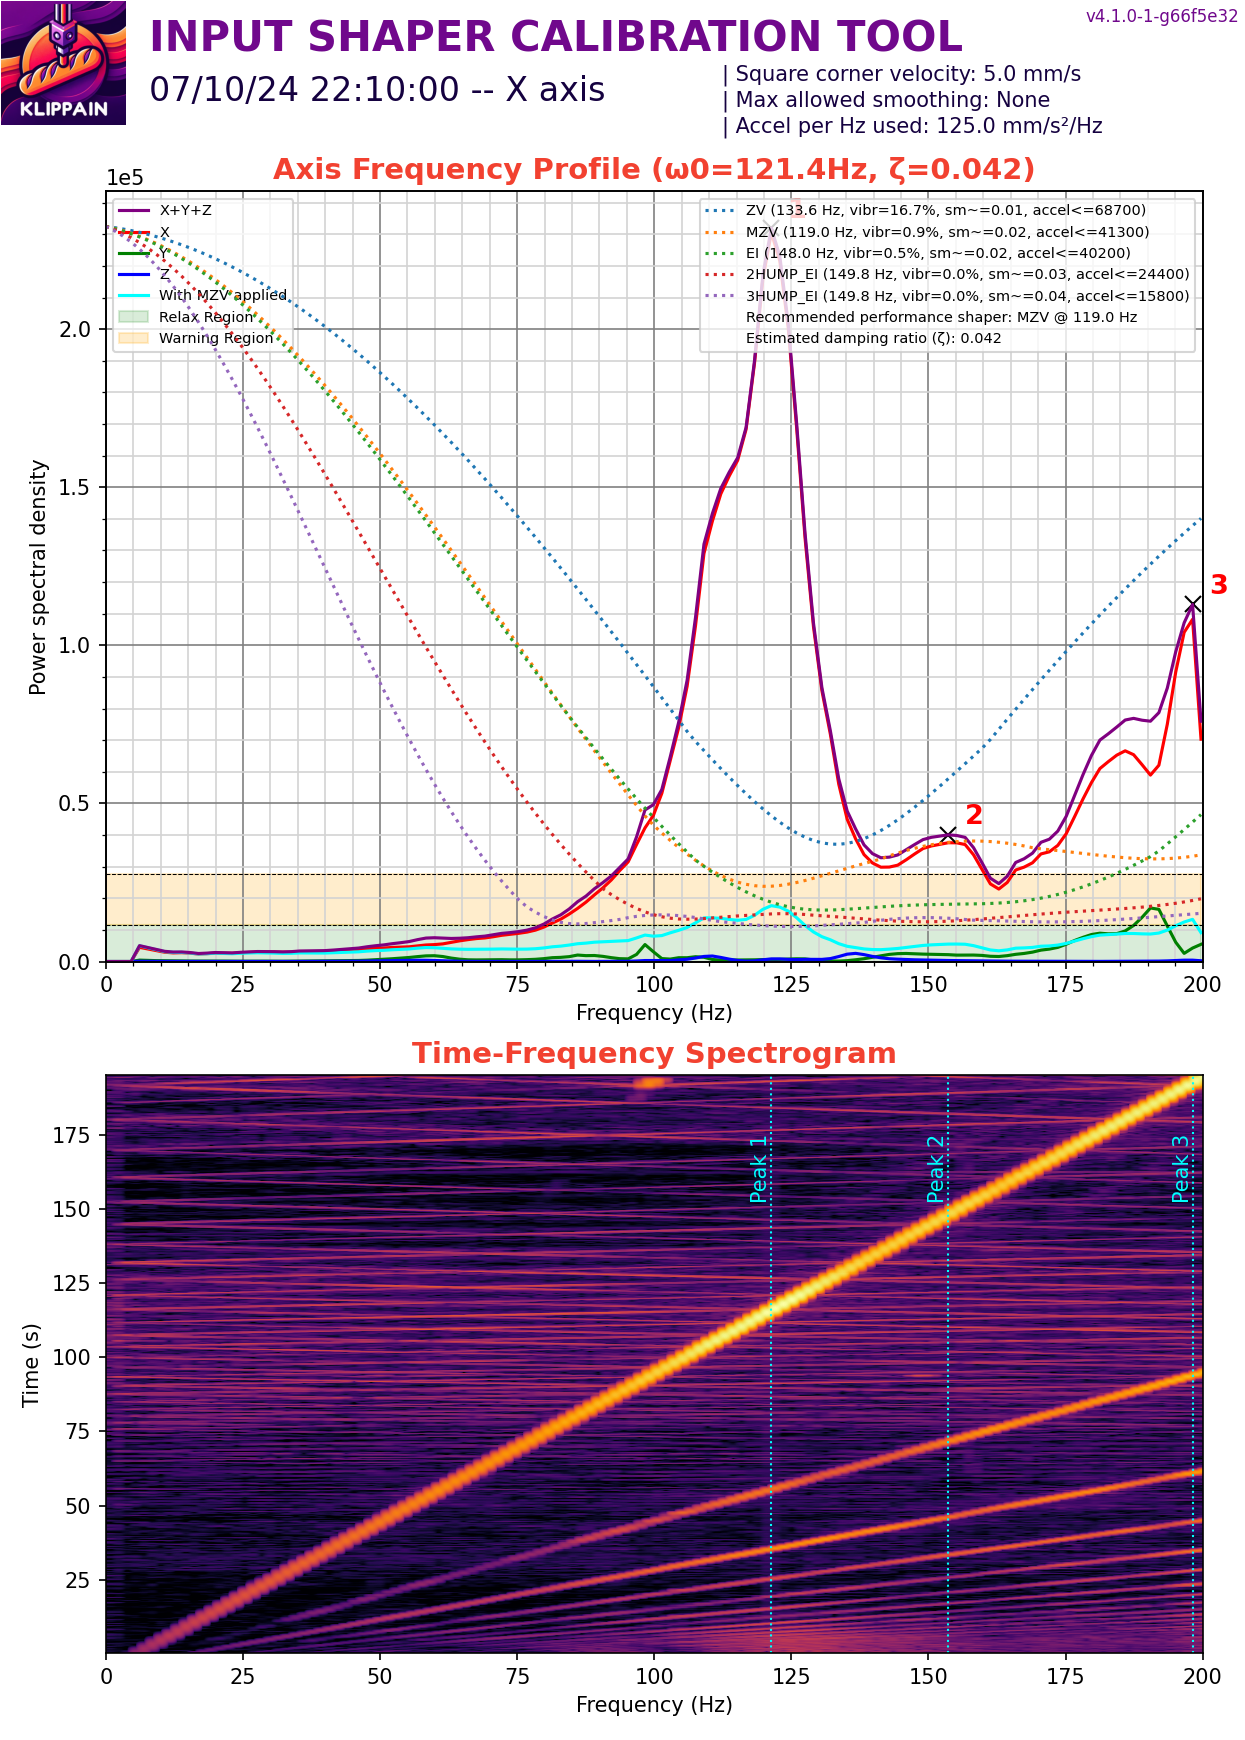 v4.1.0-1-g66f5e32
INPUT SHAPER CALIBRATION TOOL
07/10/24 22:10:00 -- X axis
| Square corner velocity: 5.0 mm/s
| Max allowed smoothing: None
| Accel per Hz used: 125.0 mm/s²/Hz
KLIPPAIN
Axis Frequency Profile (ω0=121.4Hz, ζ=0.042)
1e5
X+Y+Z
X
Y
Z
With MZV applied
Relax Region
Warning Region
ZV (133.6 Hz, vibr=16.7%, sm~=0.01, accel<=68700)
MZV (119.0 Hz, vibr=0.9%, sm~=0.02, accel<=41300)
EI (148.0 Hz, vibr=0.5%, sm~=0.02, accel<=40200)
2HUMP_EI (149.8 Hz, vibr=0.0%, sm~=0.03, accel<=24400)
3HUMP_EI (149.8 Hz, vibr=0.0%, sm~=0.04, accel<=15800)
Recommended performance shaper: MZV @ 119.0 Hz
Estimated damping ratio (ζ): 0.042
1
2
3
Power spectral density
2.0
1.5
1.0
0.5
0.0
0 25 50 75 100 125 150 175 200
Frequency (Hz)
Time-Frequency Spectrogram
Peak 1
Peak 2
Peak 3
Time (s)
175
150
125
100
75
50
25
0 25 50 75 100 125 150 175 200
Frequency (Hz)